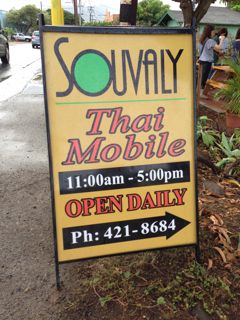 SOUVALY
Thai
Mobile
11:00am - 5:00pm
OPEN DAILY
Ph: 421-8684